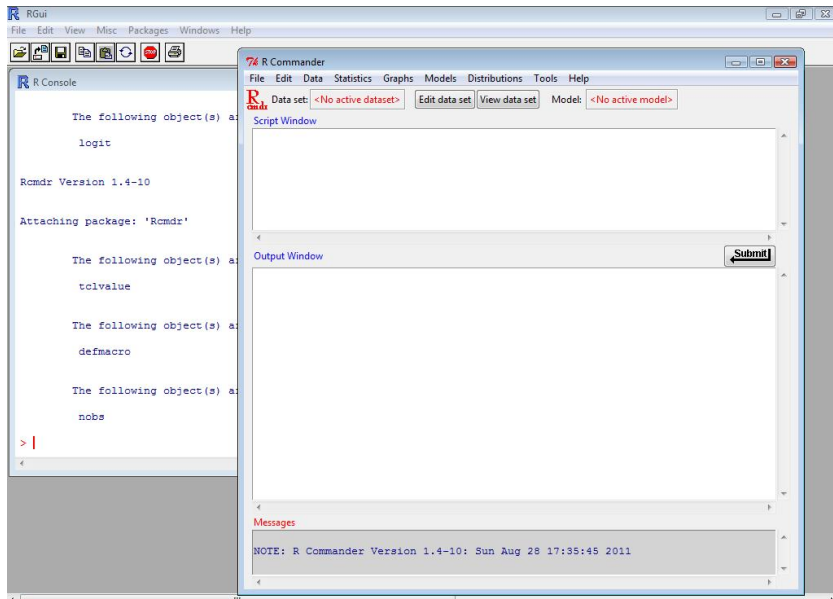 RGui
File Edit View Misc Packages Windows Help
R Console
The following object(s) a
logit
Rcmdr Version 1.4-10
Attaching package: 'Rcmdr'
The following object(s) a
tclvalue
The following object(s) a
defmacro
The following object(s) a
nobs
>
R Commander
File Edit Data Statistics Graphs Models Distributions Tools Help
R cmdr Data set: <No active dataset> Edit data set View data set Model: <No active model>
Script Window
Output Window Submit
Messages
NOTE: R Commander Version 1.4-10: Sun Aug 28 17:35:45 2011